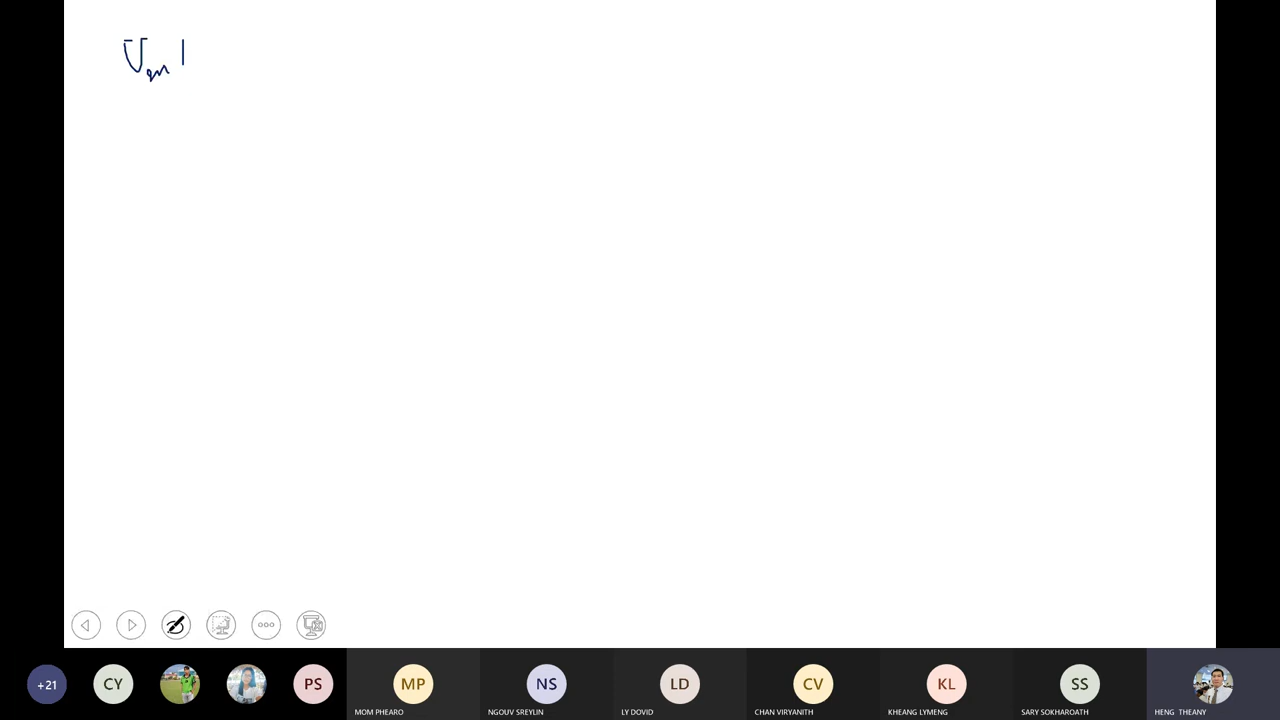 +21
CY
PS
MP
MOM PHEARO
NS
NGOUV SREYLIN
LD
LY DOVID
CV
CHAN VIRYANITH
KL
KHEANG LYMENG
SS
SARY SOKHAROATH
HENG THEANY